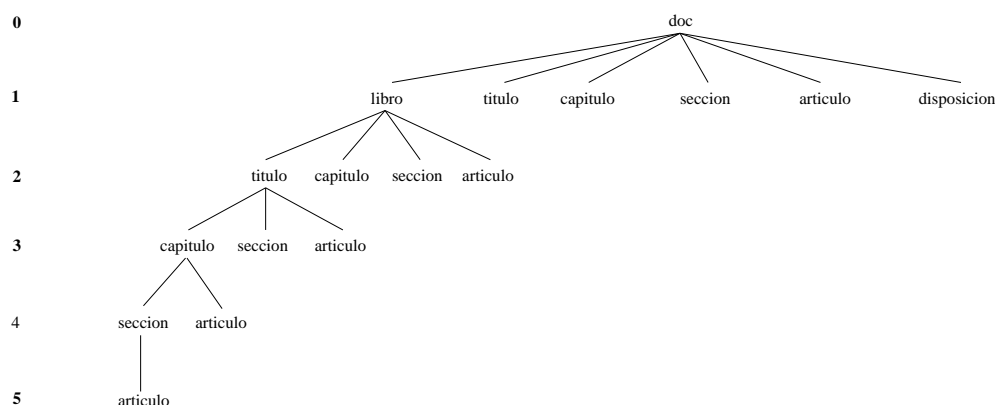 0 doc
1 libro titulo capitulo seccion articulo disposicion
2 titulo capitulo seccion articulo
3 capitulo seccion articulo
4 seccion articulo
5 articulo